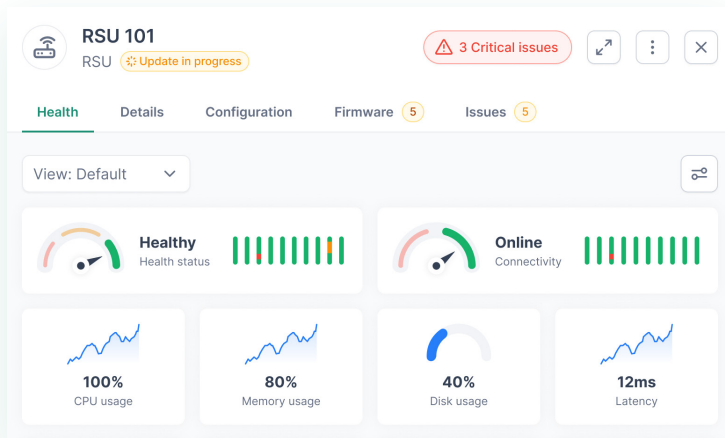 RSU 101
RSU Update in progress
3 Critical issues
Health Details Configuration Firmware 5 Issues 5
View: Default
Healthy
Health status
Online
Connectivity
100%
CPU usage
80%
Memory usage
40%
Disk usage
12ms
Latency